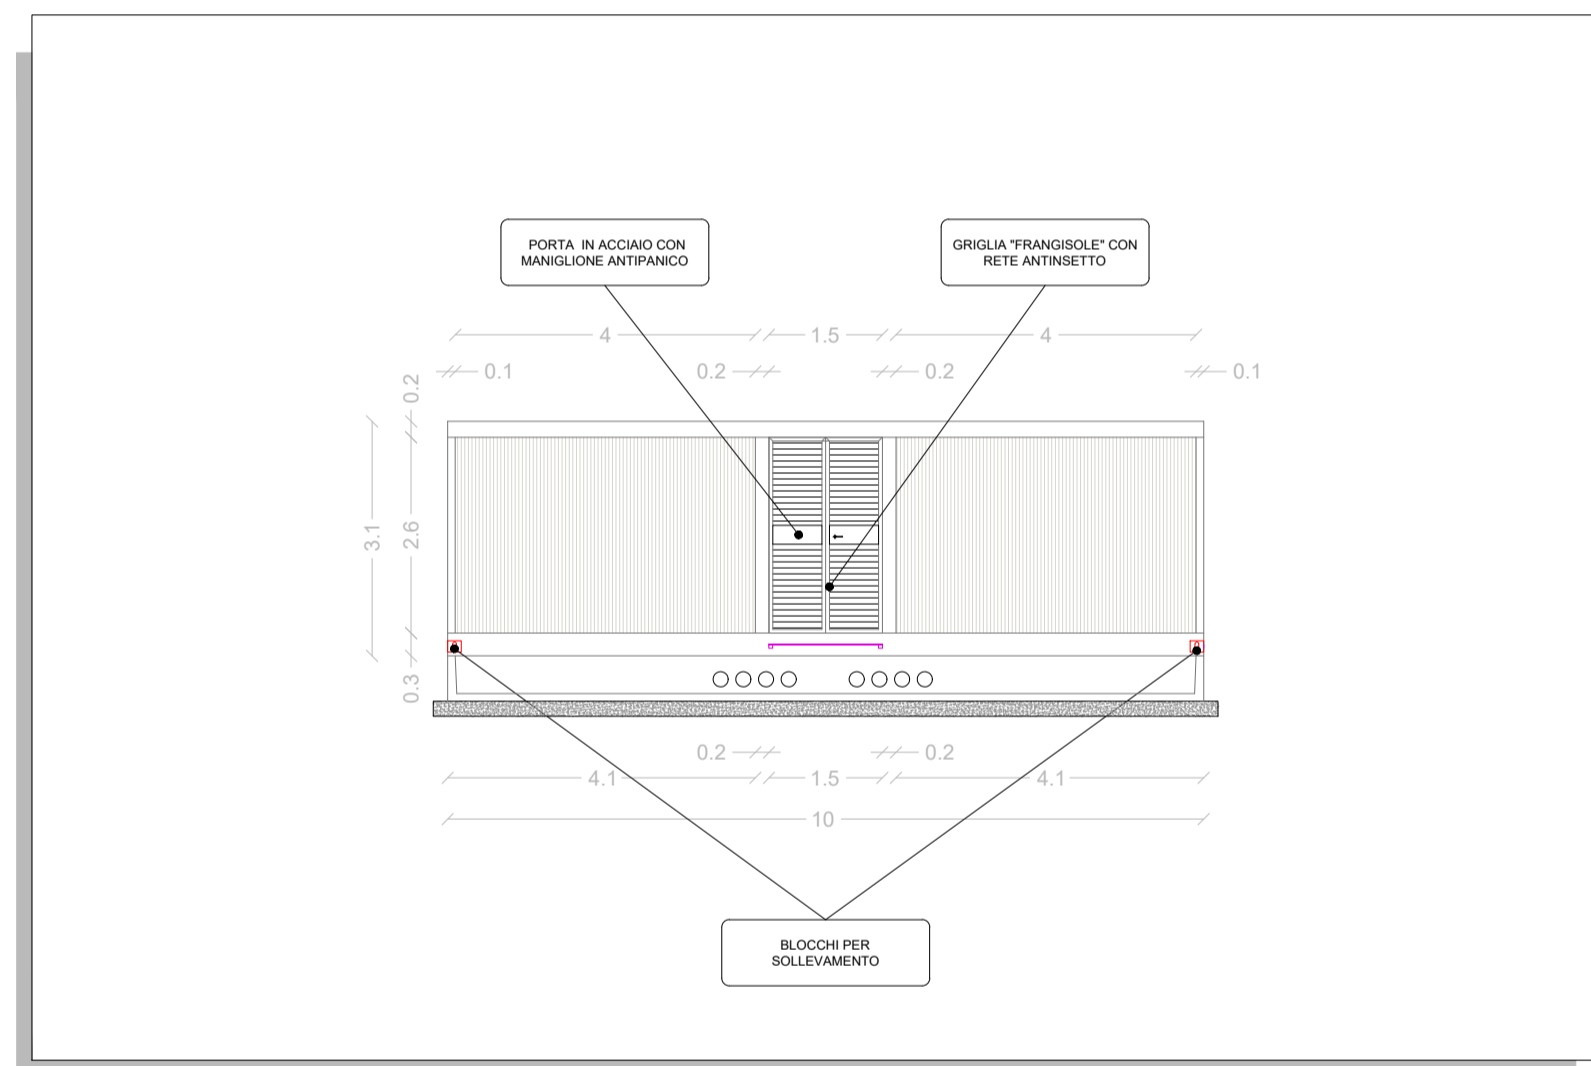 PORTA IN ACCIAIO CON
MANIGLIONE ANTIPANICO
GRIGLIA "FRANGISOLE" CON
RETE ANTINSETTO
4
1.5
4
0.1
0.2
0.2
0.1
0.2
3.1
2.6
0.3
0.2
0.2
4.1
1.5
4.1
10
BLOCCHI PER
SOLLEVAMENTO